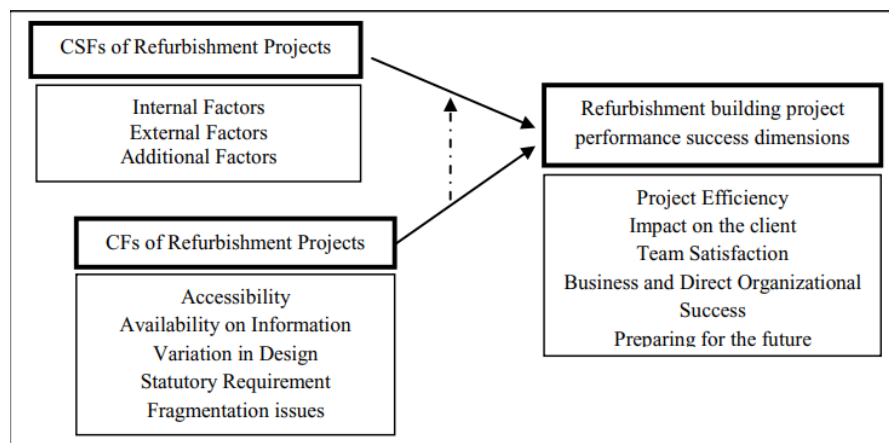 CSFs of Refurbishment Projects
Internal Factors
External Factors
Additional Factors
CFs of Refurbishment Projects
Accessibility
Availability on Information
Variation in Design
Statutory Requirement
Fragmentation issues
Refurbishment building project
performance success dimensions
Project Efficiency
Impact on the client
Team Satisfaction
Business and Direct Organizational
Success
Preparing for the future